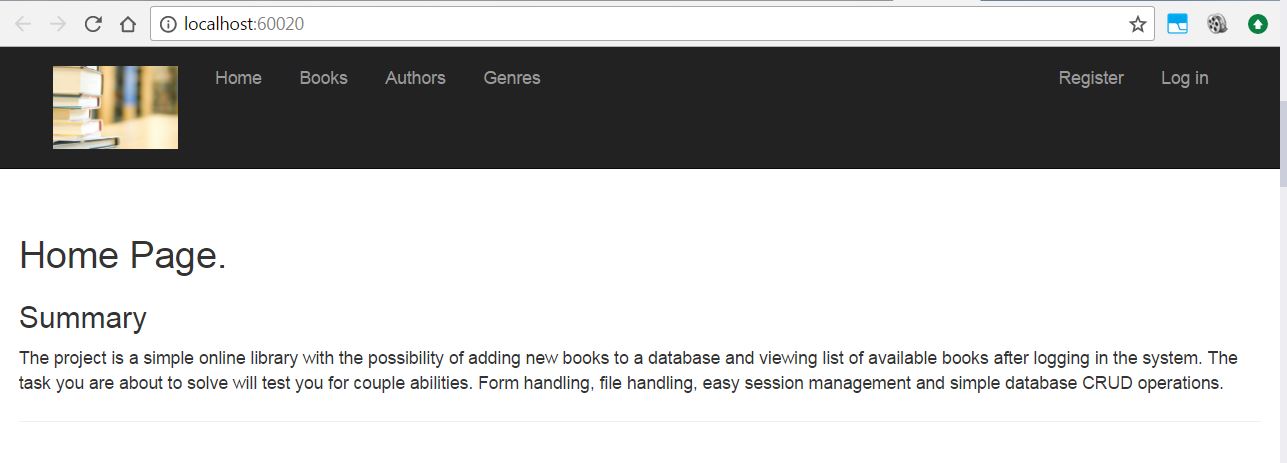 localhost:60020
Home Books Authors Genres Register Log in
Home Page.
Summary
The project is a simple online library with the possibility of adding new books to a database and viewing list of available books after logging in the system. The
task you are about to solve will test you for couple abilities. Form handling, file handling, easy session management and simple database CRUD operations.